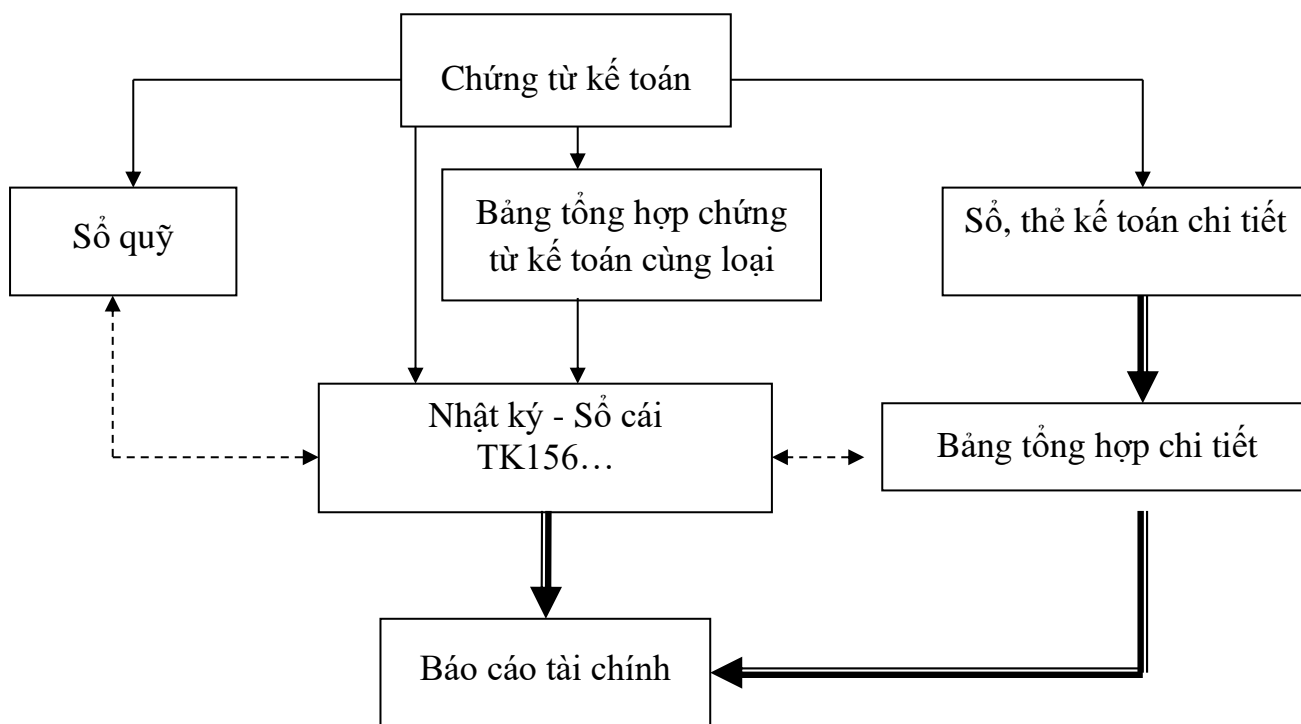 Chứng từ kế toán
Sổ quỹ
Bảng tổng hợp chứng
từ kế toán cùng loại
Sổ, thẻ kế toán chi tiết
Nhật ký - Sổ cái
TK156…
Bảng tổng hợp chi tiết
Báo cáo tài chính